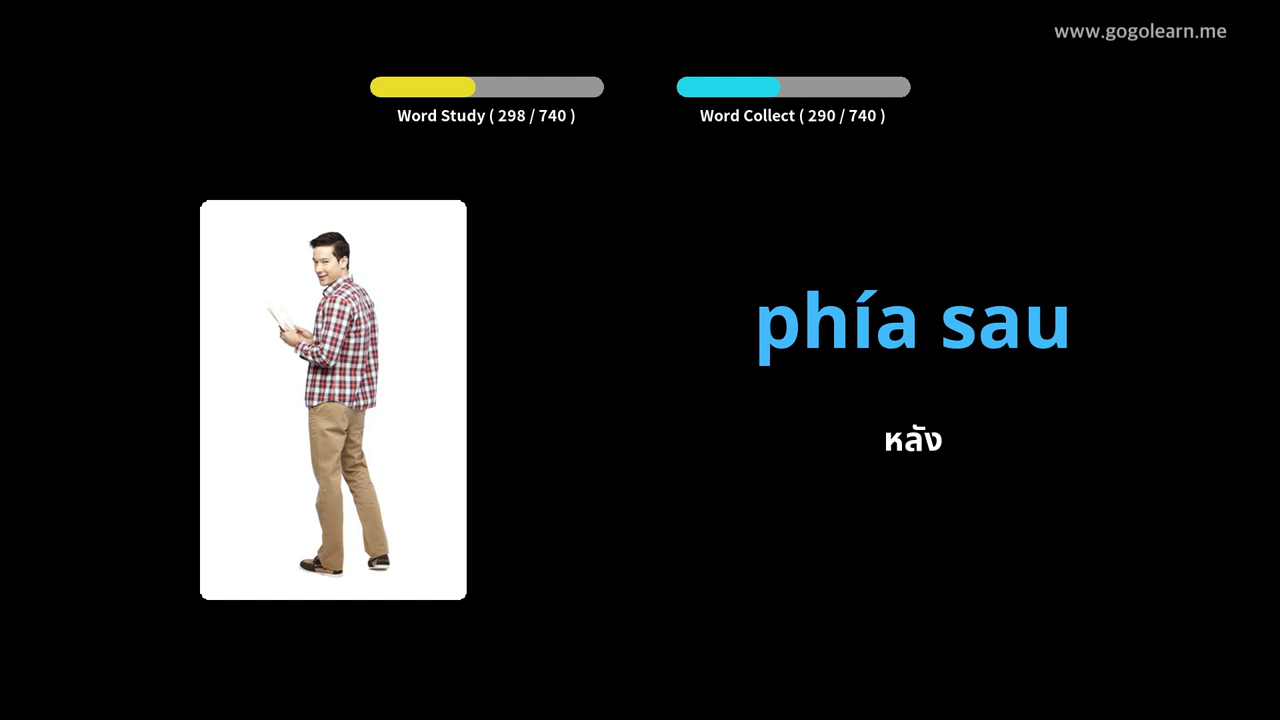 www.gogolearn.me
Word Study ( 298 / 740 )
Word Collect ( 290 / 740 )
phía sau
หลัง